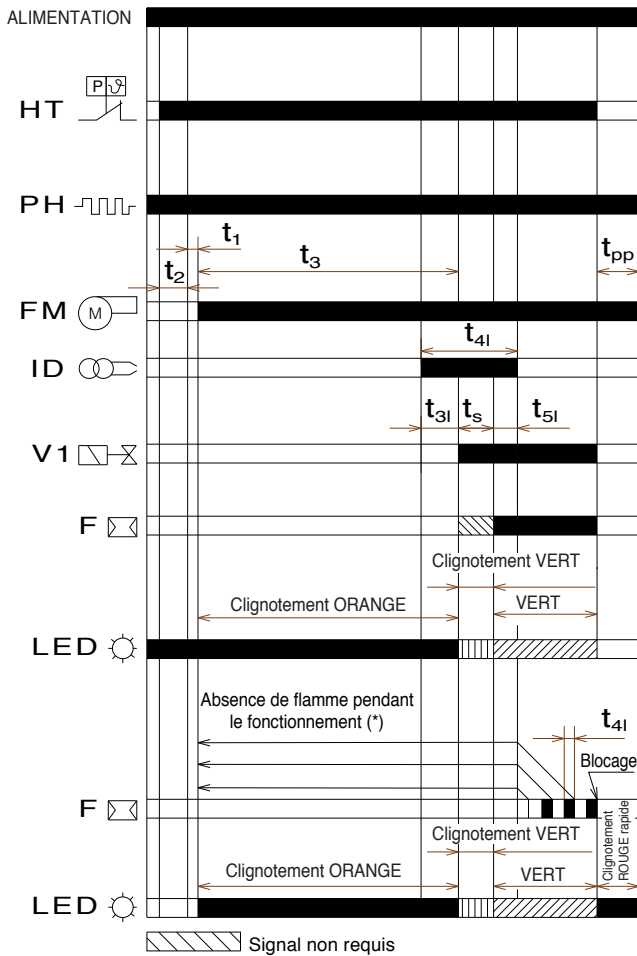 ALIMENTATION
P ϑ
HT
PH
t1
t3
tpp
t2
FM M
t4l
ID
t3l ts t5l
V1
F
Clignotement VERT
Clignotement ORANGE VERT
LED
Absence de flamme pendant
le fonctionnement (*)
t4l
Blocage
F
Clignotement
ROUGE rapide
Clignotement VERT
Clignotement ORANGE VERT
LED
Signal non requis